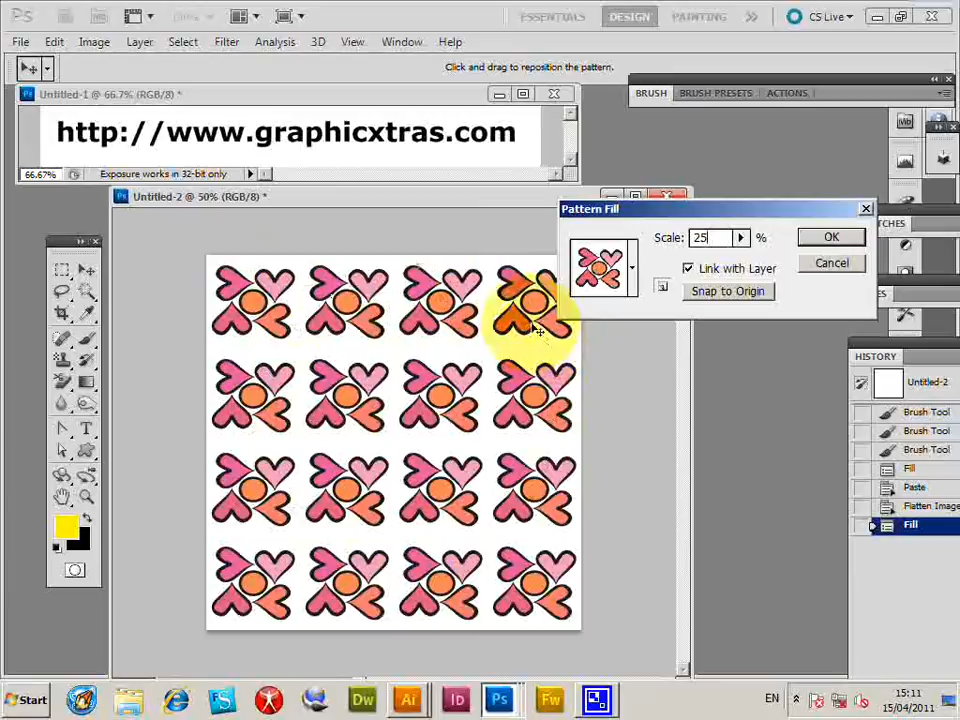 Ps
ESSENTIALS DESIGN PAINTING CS Live
File Edit Image Layer Select Filter Analysis 3D View Window Help
Click and drag to reposition the pattern.
Untitled-1 @ 66.7% (RGB/8) *
BRUSH BRUSH PRESETS ACTIONS
http://www.graphicxtras.com
Mb
66.67% Exposure works in 32-bit only
Untitled-2 @ 50% (RGB/8) *
Pattern Fill
Scale: 25 % OK
Link with Layer Cancel
Snap to Origin
HISTORY
Untitled-2
Brush Tool
Brush Tool
Brush Tool
Fill
Paste
Flatten Image
Fill
Start Dw Ai Id Ps Fw EN 15:11
15/04/2011